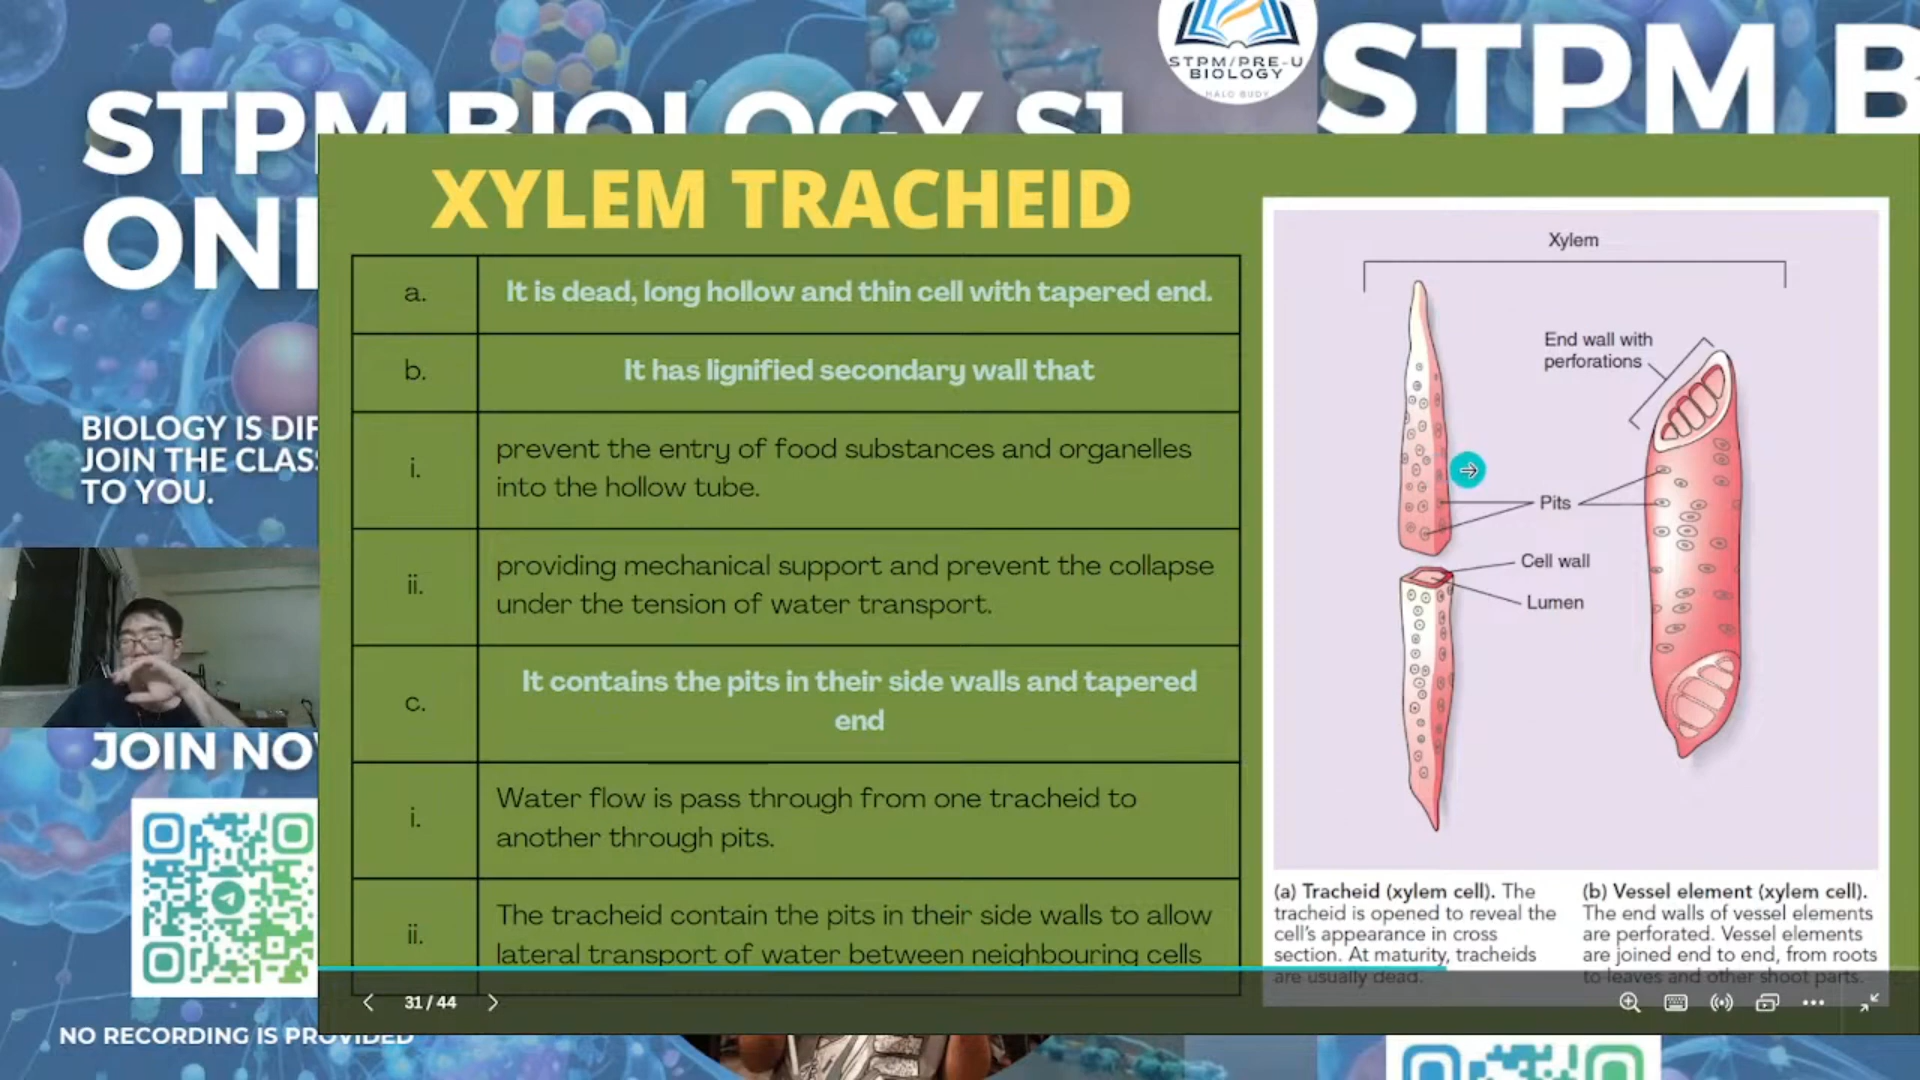 STPM/PRE-U
BIOLOGY
HALO BUDY
STPM B
STPM BIOLOGY S1
XYLEM TRACHEID
a.
It is dead, long hollow and thin cell with tapered end.
b.
It has lignified secondary wall that
i.
prevent the entry of food substances and organelles
into the hollow tube.
ii.
providing mechanical support and prevent the collapse
under the tension of water transport.
c.
It contains the pits in their side walls and tapered
end
i.
Water flow is pass through from one tracheid to
another through pits.
ii.
The tracheid contain the pits in their side walls to allow
lateral transport of water between neighbouring cells
Xylem
End wall with
perforations
Pits
Cell wall
Lumen
(a) Tracheid (xylem cell). The
tracheid is opened to reveal the
cell's appearance in cross
section. At maturity, tracheids
are usually dead.
(b) Vessel element (xylem cell).
The end walls of vessel elements
are perforated. Vessel elements
are joined end to end, from roots
to leaves and other shoot parts.
BIOLOGY IS
JOIN THE
TO YOU.
JOIN
31 / 44
NO RECORDING IS PROVIDED